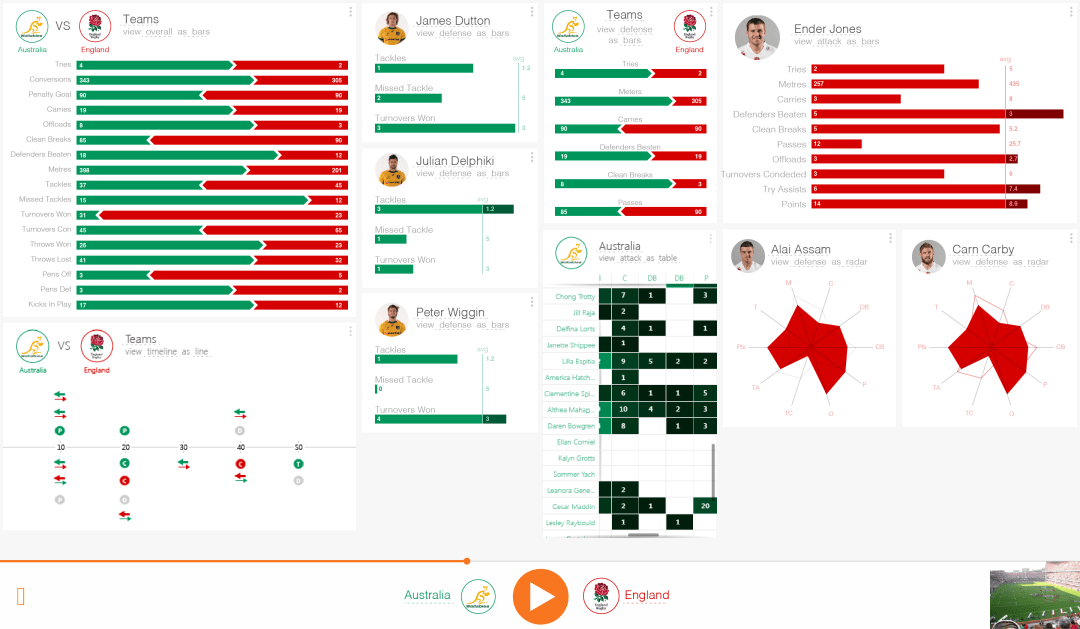 VS
Teams
view overall as bars
Australia
England
Tries 4 2
Conversions 343 305
Penalty Goal 90 90
Carries 19 19
Offloads 8 3
Clean Breaks 85 90
Defenders Beaten 18 12
Metres 398 201
Tackles 37 45
Missed Tackles 15 12
Turnovers Won 31 23
Turnovers Con 45 65
Throws Won 26 23
Throws Lost 41 32
Pens Off 3 5
Pens Def 3 2
Kicks In Play 17 12
VS
Teams
view timeline as line
Australia
England
P P D
10 20 30 40 50
C C T
C D
P D
James Dutton
view defense as bars
avg
Tackles
1 1.2
Missed Tackle
2 5
Turnovers Won
3 3
Julian Delphiki
view defense as bars
Tackles avg
3 1.2
Missed Tackle
1 5
Turnovers Won
1 3
Peter Wiggin
view defense as bars
Tackles avg
1 1.2
Missed Tackle
0 5
Turnovers Won
4 3
Teams
view defense
as bars
Australia
England
Tries
4 2
Meters
343 305
Carries
90 90
Defenders Beaten
19 19
Clean Breaks
8 3
Passes
85 90
Australia
view attack as table
C DB DB P
Chong Trotty 7 1 3
Jill Raja 2
Delfina Lorts 4 1 1
Janette Shippee 1
Lilia Espitia 9 5 2 2
America Hatch... 1
Clementine Spi... 6 1 1 5
Althea Mahap... 10 4 2 3
Daren Bowgren 8 1 3
Ellan Corniel
Kalyn Grotts
Sommer Yach
Leanora Gene... 2
Cesar Maddin 2 1 20
Lesley Raybould 1 1
Ender Jones
view attack as bars
avg
Tries 2 5
Metres 257 435
Carries 3 8
Defenders Beaten 5 3
Clean Breaks 5 5.2
Passes 12 25.7
Offloads 3 2.7
Turnovers Condeded 3 6
Try Assists 6 7.4
Points 14 8.9
Alai Assam
view defense as radar
M
C
T
DB
Pts
CB
TA
P
TC
O
Carn Carby
view defense as radar
M
C
T
DB
Pts
CB
TA
P
TC
O
Australia
England